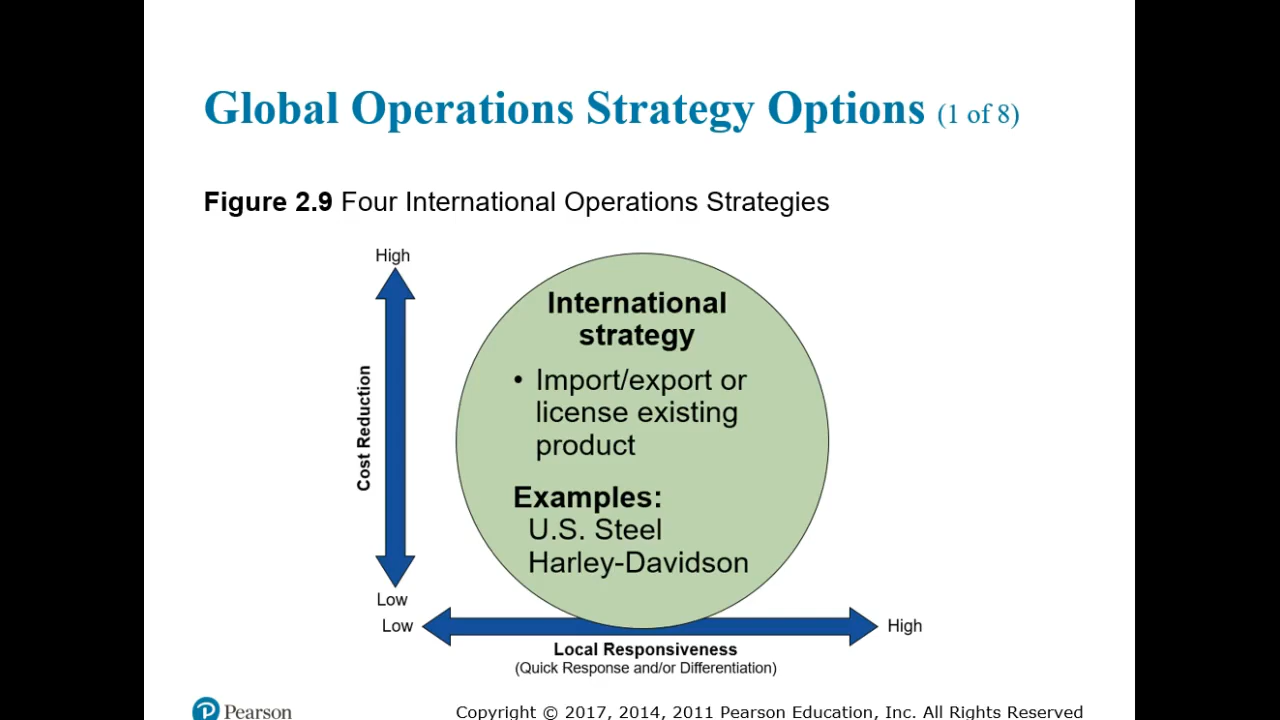 Global Operations Strategy Options (1 of 8)
Figure 2.9 Four International Operations Strategies
High
Cost Reduction
International
strategy
• Import/export or
license existing
product
Examples:
U.S. Steel
Harley-Davidson
Low
Low
High
Local Responsiveness
(Quick Response and/or Differentiation)
Pearson
Copyright © 2017, 2014, 2011 Pearson Education, Inc. All Rights Reserved